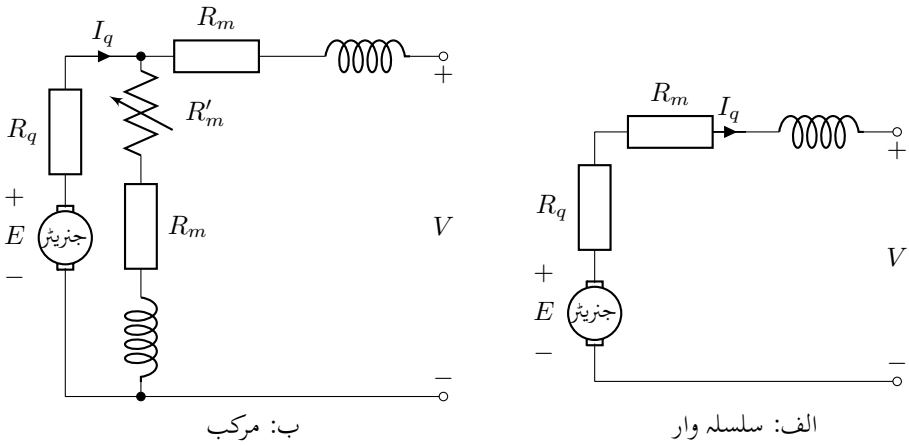 R_m
I_q
R'_m
R_q
+
E
−
جنریٹر
R_m
V
+
−
ب: مرکب
R_m
I_q
R_q
+
E
−
جنریٹر
V
+
−
الف: سلسلہ وار